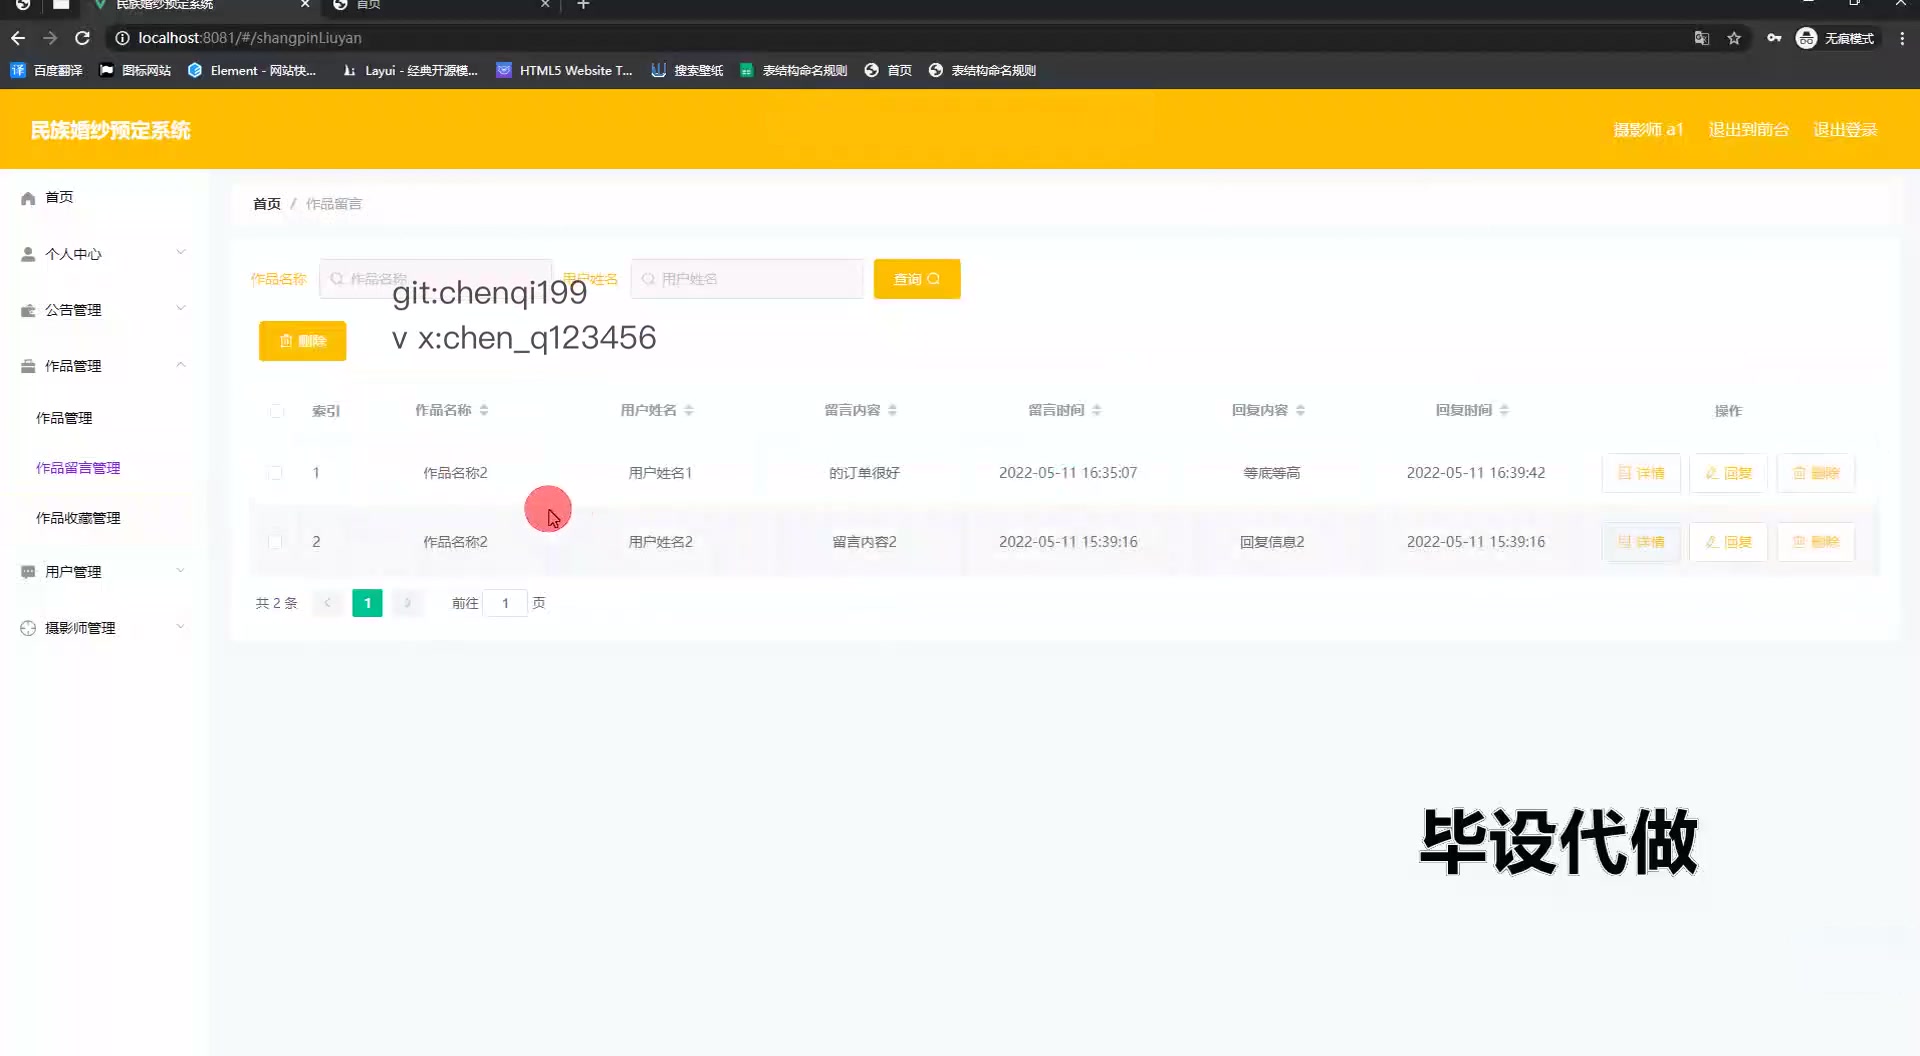 民族婚纱预定系统
首页
localhost:8081/#/shangpinLiuyan
无痕模式
百度翻译
图标网站
Element - 网站快...
Layui - 经典开源模...
HTML5 Website T...
搜索壁纸
表结构命名规则
首页
表结构命名规则
民族婚纱预定系统
摄影师 a1
退出到前台
退出登录
首页
个人中心
公告管理
作品管理
作品管理
作品留言管理
作品收藏管理
用户管理
摄影师管理
首页 / 作品留言
作品名称 作品名称 用户姓名 用户姓名 查询
git:chenqi199
v x:chen_q123456
删除
索引 作品名称 用户姓名 留言内容 留言时间 回复内容 回复时间 操作
1 作品名称2 用户姓名1 的订单很好 2022-05-11 16:35:07 等底等高 2022-05-11 16:39:42 详情 回复 删除
2 作品名称2 用户姓名2 留言内容2 2022-05-11 15:39:16 回复信息2 2022-05-11 15:39:16 详情 回复 删除
共 2 条 1 前往 1 页
毕设代做